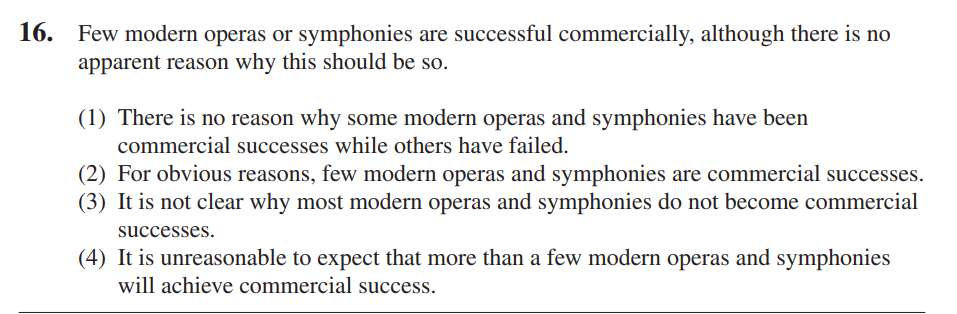 16. Few modern operas or symphonies are successful commercially, although there is no
apparent reason why this should be so.
(1) There is no reason why some modern operas and symphonies have been
commercial successes while others have failed.
(2) For obvious reasons, few modern operas and symphonies are commercial successes.
(3) It is not clear why most modern operas and symphonies do not become commercial
successes.
(4) It is unreasonable to expect that more than a few modern operas and symphonies
will achieve commercial success.